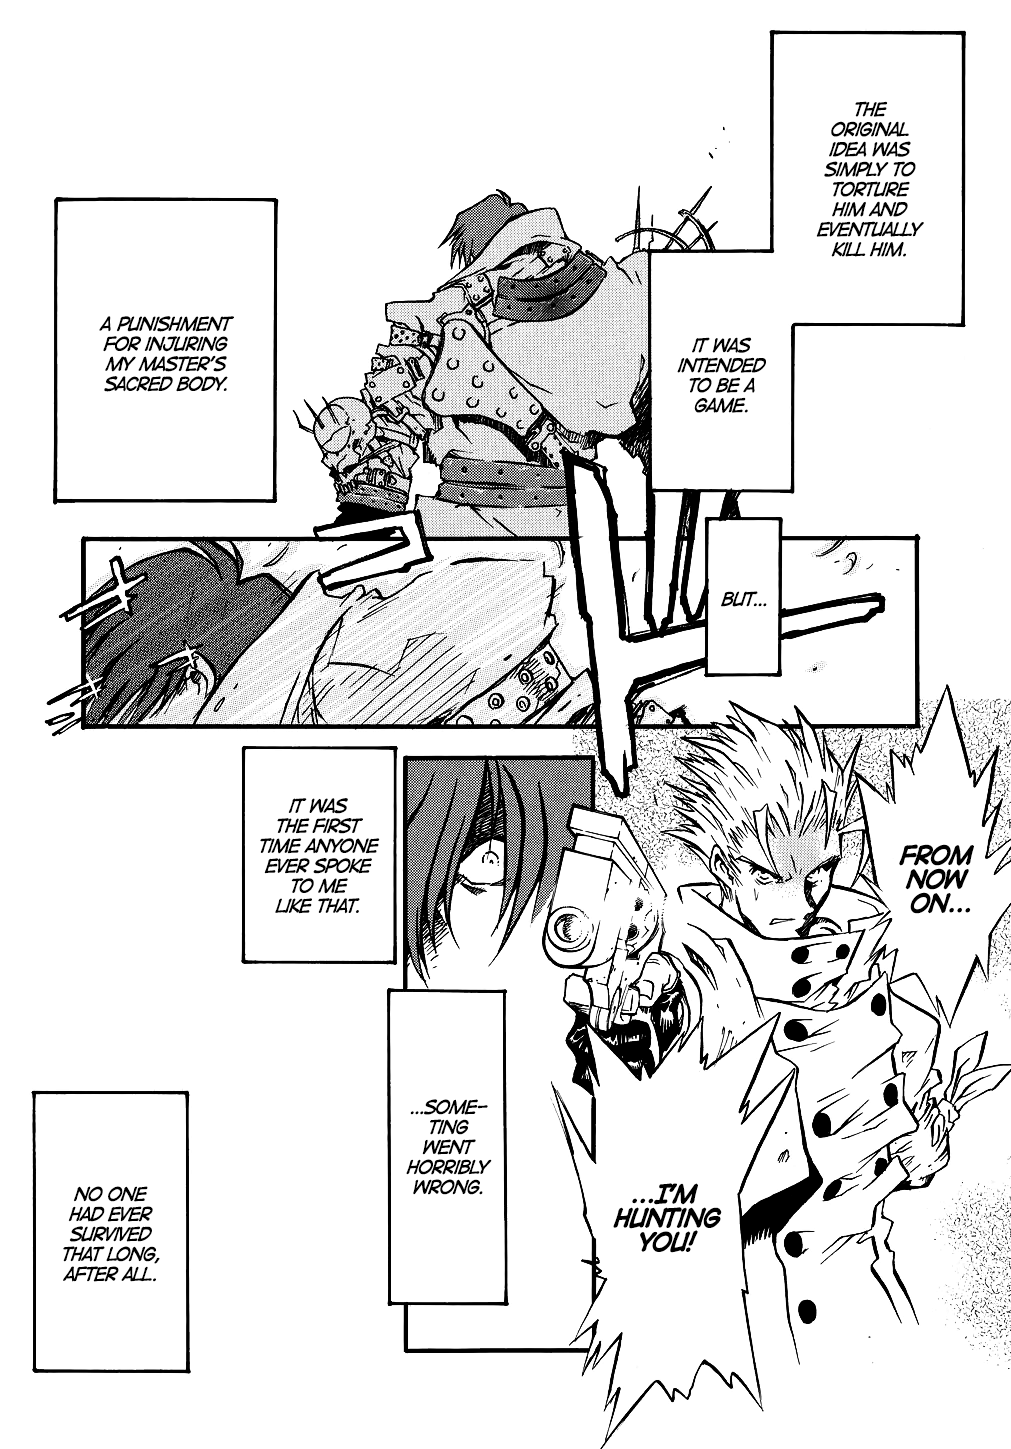 THE
ORIGINAL
IDEA WAS
SIMPLY TO
TORTURE
HIM AND
EVENTUALLY
KILL HIM.
IT WAS
INTENDED
TO BE A
GAME.
A PUNISHMENT
FOR INJURING
MY MASTER'S
SACRED BODY.
BUT...
FROM
NOW
ON...
...I'M
HUNTING
YOU!
IT WAS
THE FIRST
TIME ANYONE
EVER SPOKE
TO ME
LIKE THAT.
...SOME-
TING
WENT
HORRIBLY
WRONG.
NO ONE
HAD EVER
SURVIVED
THAT LONG,
AFTER ALL.